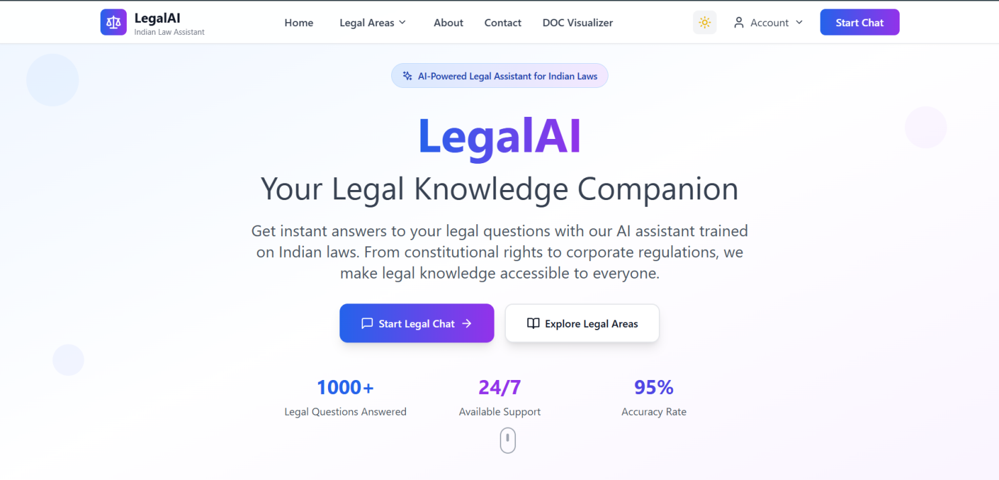 LegalAI
Indian Law Assistant
Home
Legal Areas
About
Contact
DOC Visualizer
Account
Start Chat
AI-Powered Legal Assistant for Indian Laws
LegalAI
Your Legal Knowledge Companion
Get instant answers to your legal questions with our AI assistant trained
on Indian laws. From constitutional rights to corporate regulations, we
make legal knowledge accessible to everyone.
Start Legal Chat
Explore Legal Areas
1000+
Legal Questions Answered
24/7
Available Support
95%
Accuracy Rate